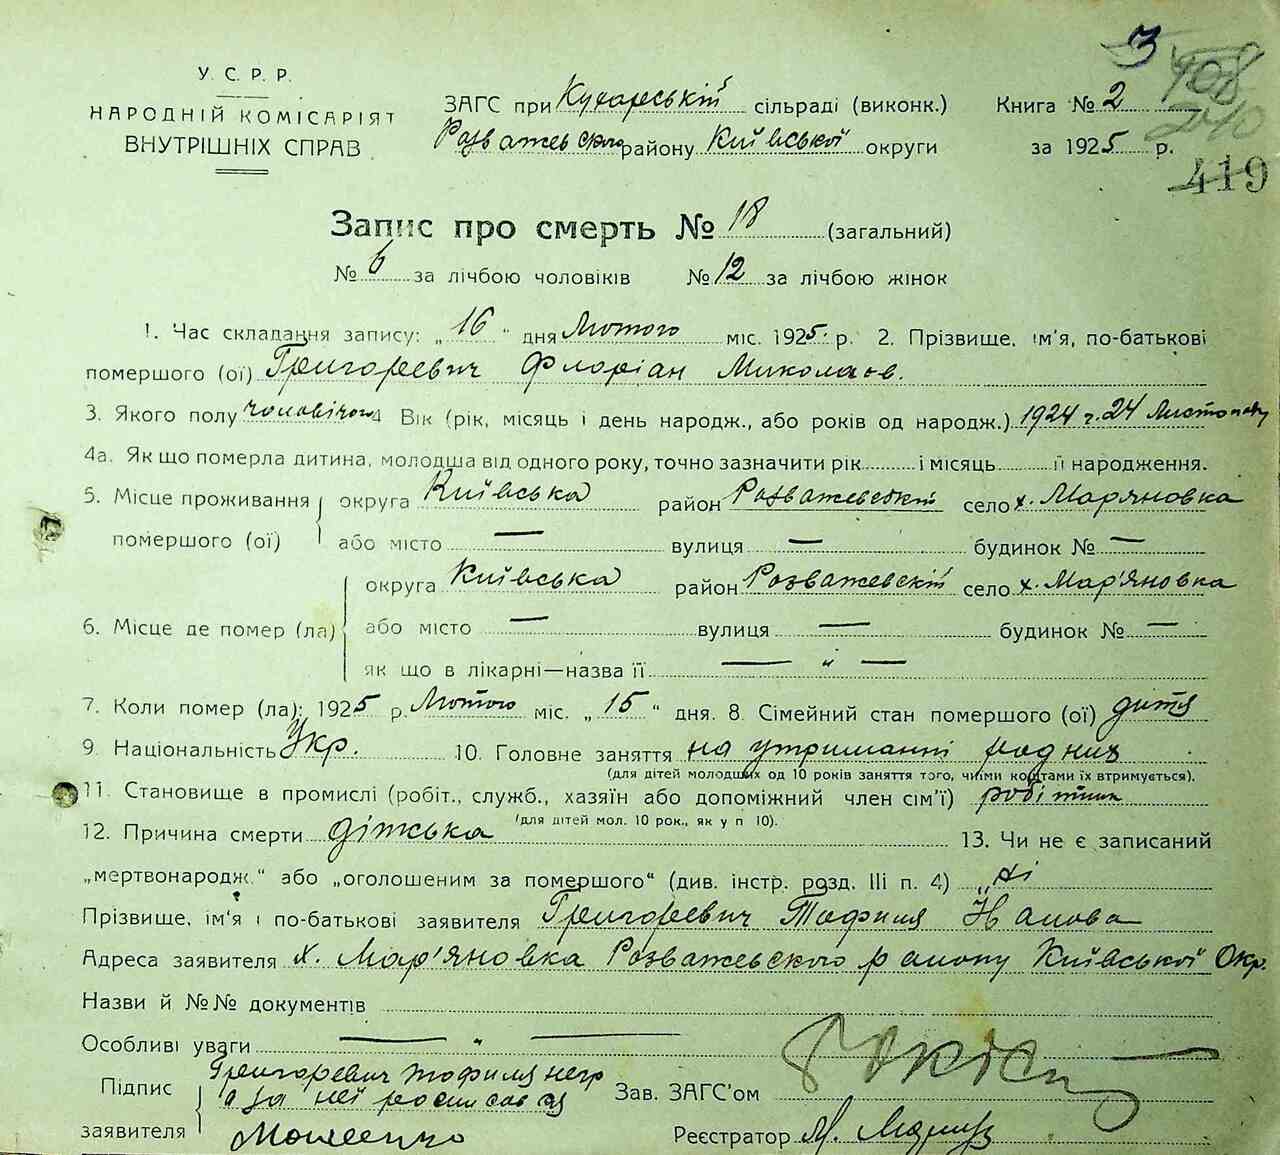 3
408
У. С. Р. Р.
НАРОДНІЙ КОМІСАРІЯТ
ВНУТРІШНІХ СПРАВ
ЗАГС при Кухарській сільраді (виконк.)
Розважевского району Київської округи
Книга № 2
за 1925 р.
419
Запис про смерть № 18 (загальний)
№ 6 за лічбою чоловіків № 12 за лічбою жінок
1. Час складання запису: „16" дня Лютого міс. 1925 р. 2. Прізвище, ім'я, по-батькові
помершого (ої) Григоревич Флоріан Миколаєв.
3. Якого полу чоловічого 4 Вік (рік, місяць і день народж., або років од народж.) 1924 г. 24 Листопаду
4а. Як що померла дитина, молодша від одного року, точно зазначити рік і місяць її народження.
5. Місце проживання помершого (ої) округа Київська район Розважевский село х. Мар'яновка
або місто — вулиця — будинок № —
6. Місце де помер (ла) округа Київська район Розважевскій село х. Мар'яновка
або місто — вулиця — будинок № —
як що в лікарні—назва її — „ —
7. Коли помер (ла): 1925 р. Лютого міс. „15" дня. 8. Сімейний стан помершого (ої) дитя
9. Національність Укр. 10. Головне заняття на утриманні родних
(для дітей молодших од 10 років заняття того, чиїми коштами їх втримується).
11. Становище в промислі (робіт., служб., хазяїн або допоміжний член сім'ї) робітник
(для дітей мол. 10 рок., як у п 10).
12. Причина смерти дітська 13. Чи не є записаний
„мертвонародж." або „оголошеним за помершого" (див. інстр. розд. III п. 4) „ні
Прізвище, ім'я і по-батькові заявителя Григоревич Тофиля
Адреса заявителя х. Мар'яновка Розважевского району Київської Окр.
Назви й №№ документів
Особливі уваги — „ —
Підпис заявителя Григоревич Тофиля негр
а за неї росписався
Зав. ЗАГС'ом
Реєстратор